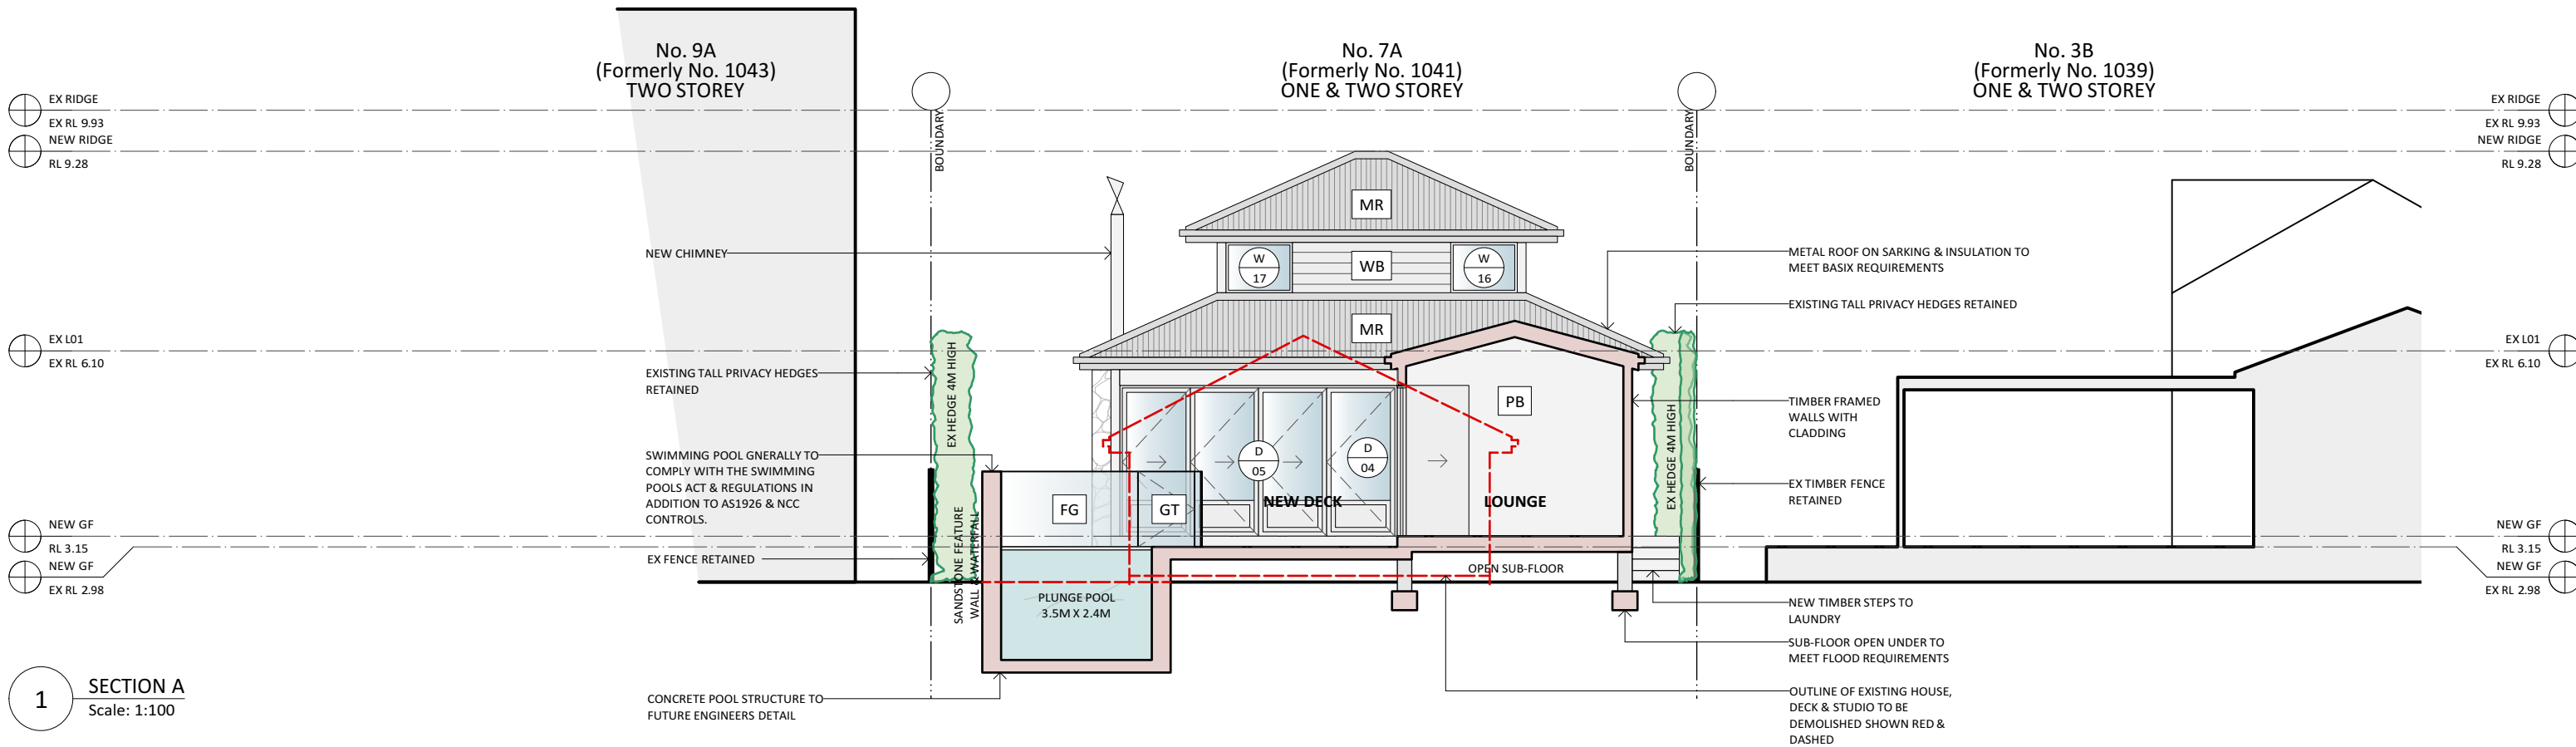 No. 9A
(Formerly No. 1043)
TWO STOREY
No. 7A
(Formerly No. 1041)
ONE & TWO STOREY
No. 3B
(Formerly No. 1039)
ONE & TWO STOREY
EX RIDGE
EX RL 9.93
NEW RIDGE
RL 9.28
EX L01
EX RL 6.10
NEW GF
RL 3.15
NEW GF
EX RL 2.98
BOUNDARY
NEW CHIMNEY
EXISTING TALL PRIVACY HEDGES
RETAINED
SWIMMING POOL GNERALLY TO
COMPLY WITH THE SWIMMING
POOLS ACT & REGULATIONS IN
ADDITION TO AS1926 & NCC
CONTROLS.
EX FENCE RETAINED
CONCRETE POOL STRUCTURE TO
FUTURE ENGINEERS DETAIL
EX HEDGE 4M HIGH
SANDSTONE FEATURE
WALL & WATERFALL
MR
W
17
WB
W
16
MR
PB
D
05
D
04
FG
GT
NEW DECK
LOUNGE
OPEN SUB-FLOOR
PLUNGE POOL
3.5M X 2.4M
BOUNDARY
EX HEDGE 4M HIGH
METAL ROOF ON SARKING & INSULATION TO
MEET BASIX REQUIREMENTS
EXISTING TALL PRIVACY HEDGES RETAINED
TIMBER FRAMED
WALLS WITH
CLADDING
EX TIMBER FENCE
RETAINED
NEW TIMBER STEPS TO
LAUNDRY
SUB-FLOOR OPEN UNDER TO
MEET FLOOD REQUIREMENTS
OUTLINE OF EXISTING HOUSE,
DECK & STUDIO TO BE
DEMOLISHED SHOWN RED &
DASHED
EX RIDGE
EX RL 9.93
NEW RIDGE
RL 9.28
EX L01
EX RL 6.10
NEW GF
RL 3.15
NEW GF
EX RL 2.98
1
SECTION A
Scale: 1:100